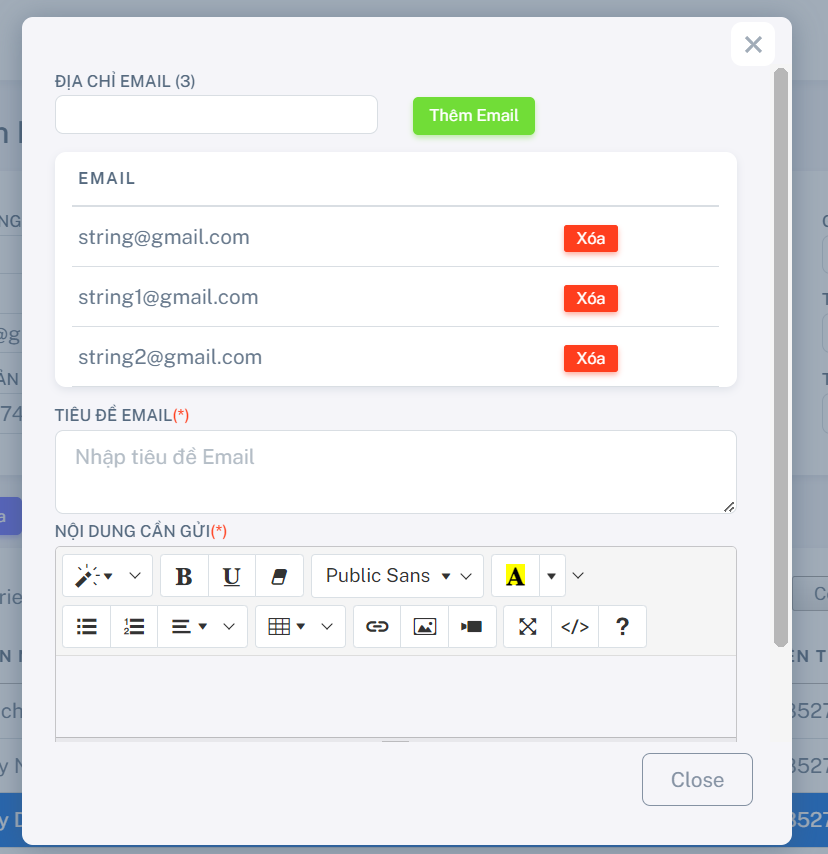 ĐỊA CHỈ EMAIL (3)
Thêm Email
EMAIL
string@gmail.com Xóa
string1@gmail.com Xóa
string2@gmail.com Xóa
TIÊU ĐỀ EMAIL(*)
Nhập tiêu đề Email
NỘI DUNG CẦN GỬI(*)
B U Public Sans A
</> ?
Close